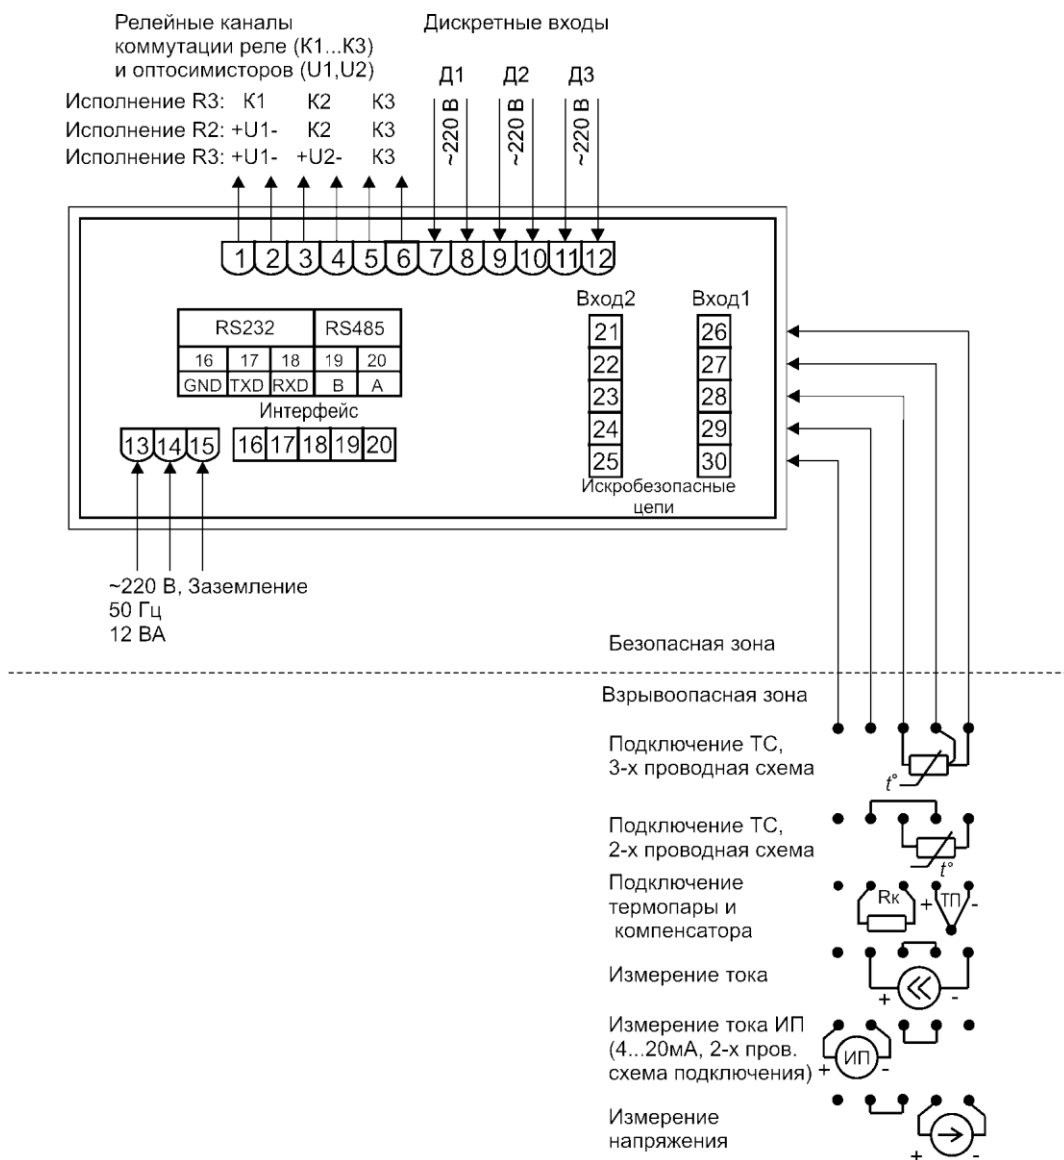 Релейные каналы
коммутации реле (К1...К3)
и оптосимисторов (U1,U2)
Дискретные входы
Д1 Д2 Д3
Исполнение R3: К1 К2 К3
Исполнение R2: +U1- К2 К3
Исполнение R3: +U1- +U2- К3
~220 В ~220 В ~220 В
1 2 3 4 5 6 7 8 9 10 11 12
Вход2 Вход1
21 26
22 27
23 28
24 29
25 30
Искробезопасные
цепи
RS232 RS485
16 17 18 19 20
GND TXD RXD B A
Интерфейс
13 14 15 16 17 18 19 20
~220 В, Заземление
50 Гц
12 ВА
Безопасная зона
Взрывоопасная зона
Подключение ТС,
3-х проводная схема
t°
Подключение ТС,
2-х проводная схема
t°
Подключение
термопары и
компенсатора
Rк + ТП -
Измерение тока
+ -
Измерение тока ИП
(4...20мА, 2-х пров.
схема подключения)
+ ИП -
Измерение
напряжения
+ -